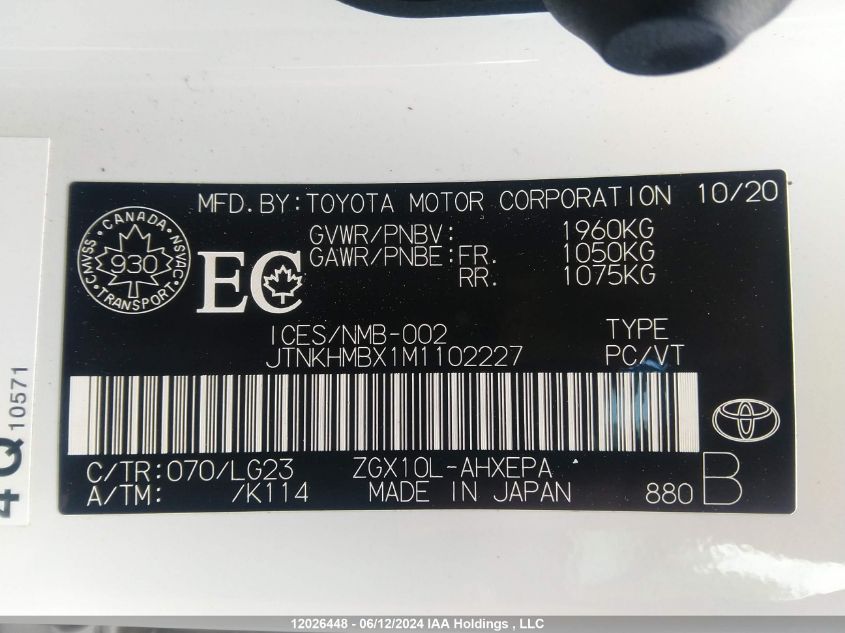 MFD.BY:TOYOTA MOTOR CORPORATION 10/20
GVWR/PNBV: 1960KG
GAWR/PNBE:FR. 1050KG
RR. 1075KG
CANADA
CMVSS 930 NSVAC
TRANSPORT
EC
ICES/NMB-002 TYPE
JTNKHMBX1M1102227 PC/VT
C/TR:070/LG23 ZGX10L-AHXEPA
A/TM: /K114 MADE IN JAPAN 880 B
4Q
10571
12026448 - 06/12/2024 IAA Holdings , LLC